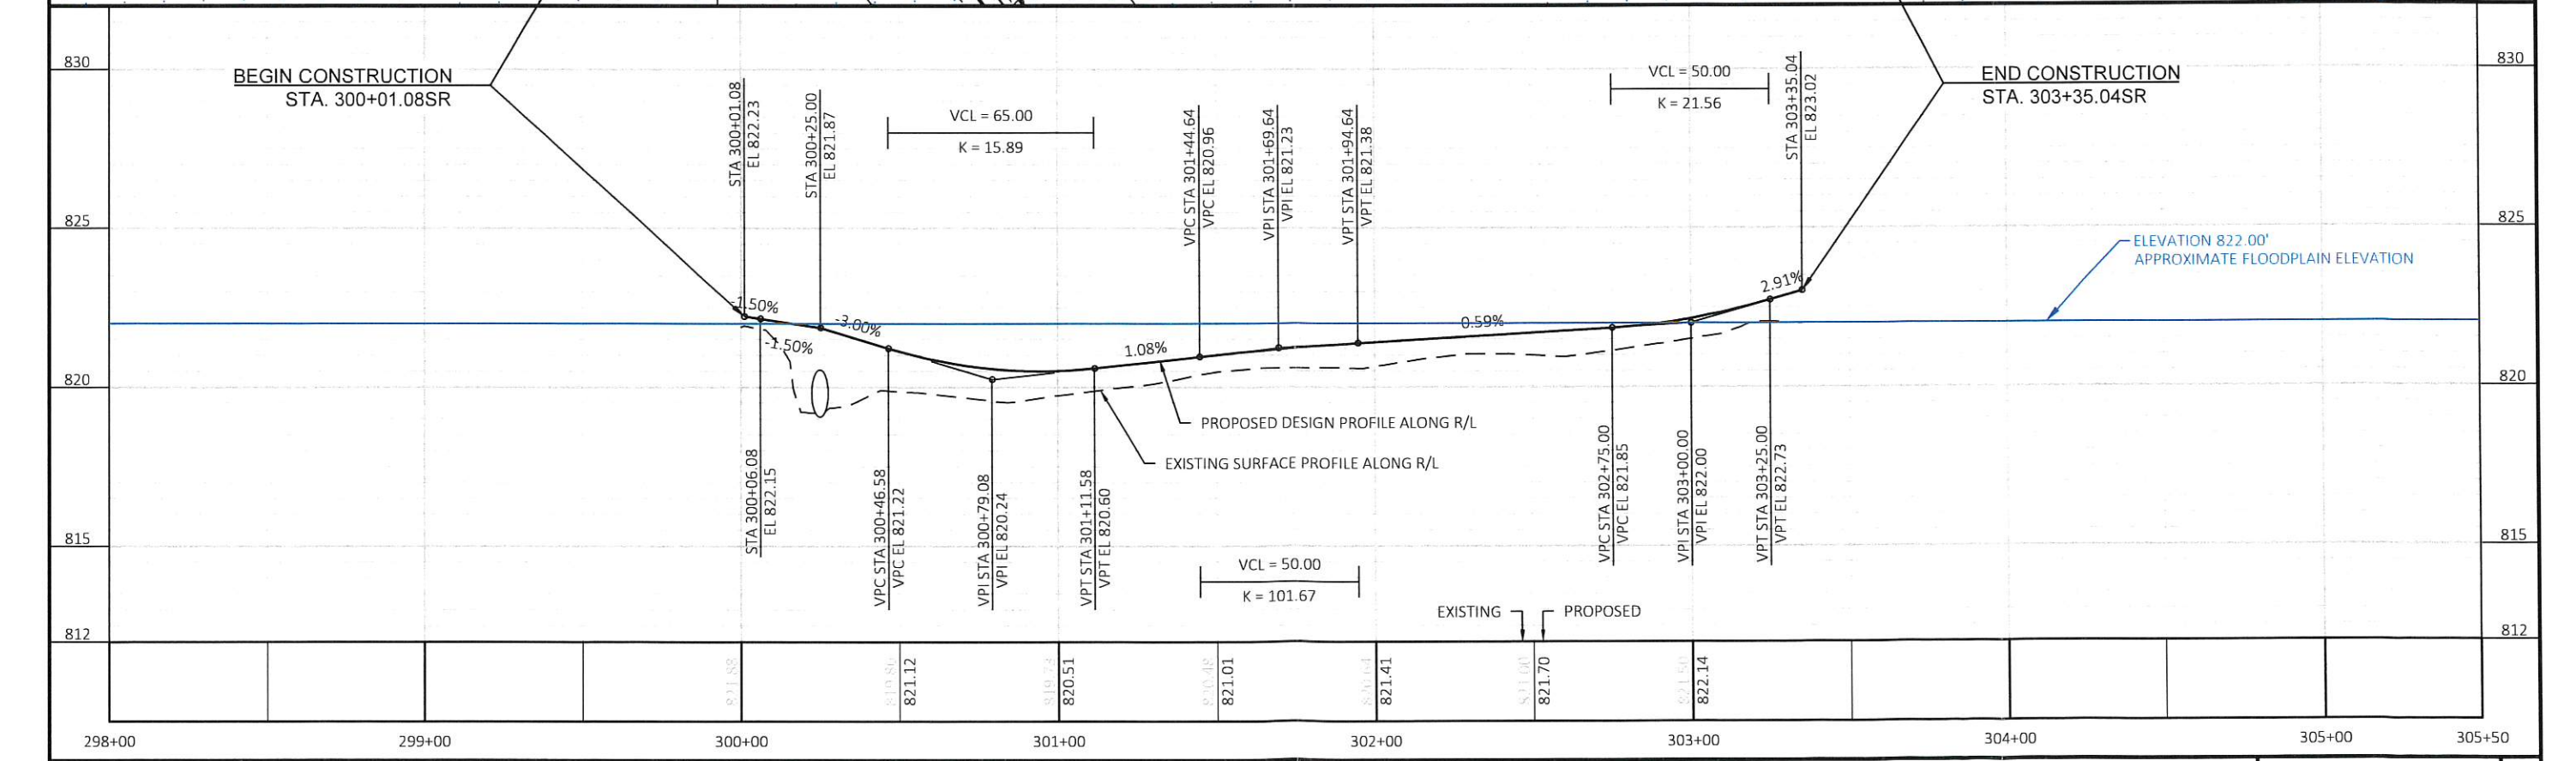 830
830
BEGIN CONSTRUCTION
STA. 300+01.08SR
STA 300+01.08
EL 822.23
STA 300+25.00
EL 821.87
VCL = 65.00
K = 15.89
VPC STA 301+44.64
VPC EL 820.96
VPI STA 301+69.64
VPI EL 821.23
VPT STA 301+94.64
VPT EL 821.38
VCL = 50.00
K = 21.56
STA 303+35.04
EL 823.02
END CONSTRUCTION
STA. 303+35.04SR
825
825
ELEVATION 822.00'
APPROXIMATE FLOODPLAIN ELEVATION
-1.50%
-3.00%
-1.50%
1.08%
0.59%
2.91%
820
820
PROPOSED DESIGN PROFILE ALONG R/L
EXISTING SURFACE PROFILE ALONG R/L
STA 300+06.08
EL 822.15
VPC STA 300+46.58
VPC EL 821.22
VPI STA 300+79.08
VPI EL 820.24
VPT STA 301+11.58
VPT EL 820.60
VPC STA 302+75.00
VPC EL 821.85
VPI STA 303+00.00
VPI EL 822.00
VPT STA 303+25.00
VPT EL 822.73
815
815
VCL = 50.00
K = 101.67
EXISTING
PROPOSED
812
812
821.12
820.51
821.01
821.41
821.70
822.14
298+00
299+00
300+00
301+00
302+00
303+00
304+00
305+00
305+50